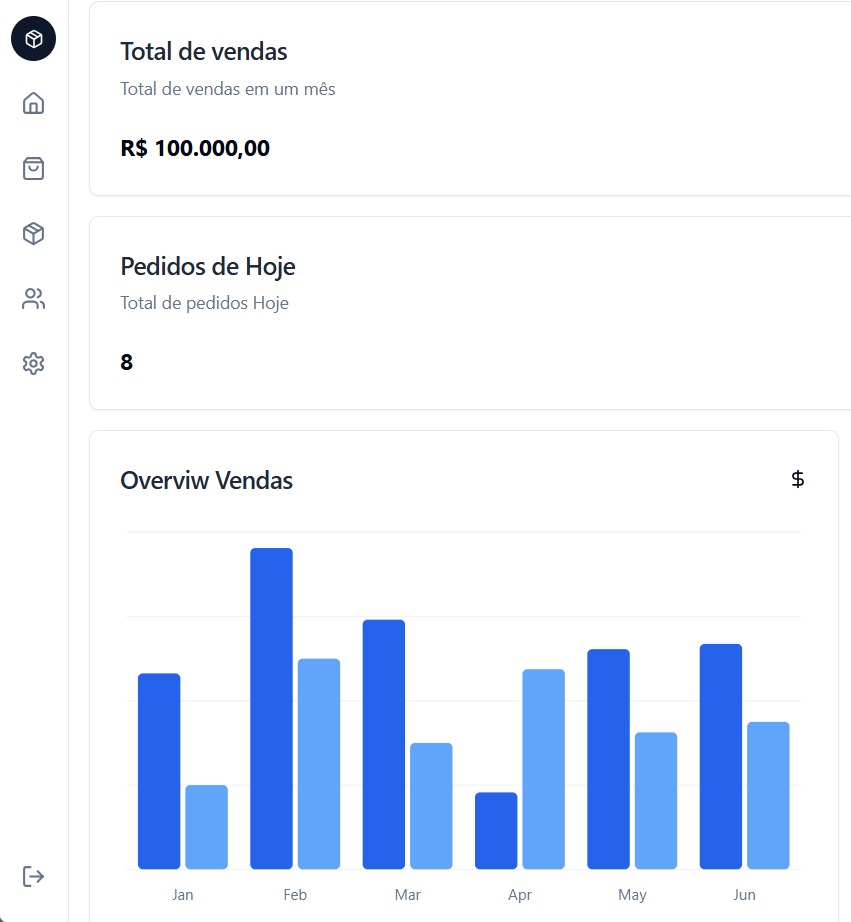 Total de vendas
Total de vendas em um mês
R$ 100.000,00
Pedidos de Hoje
Total de pedidos Hoje
8
Overviw Vendas
$
Jan Feb Mar Apr May Jun